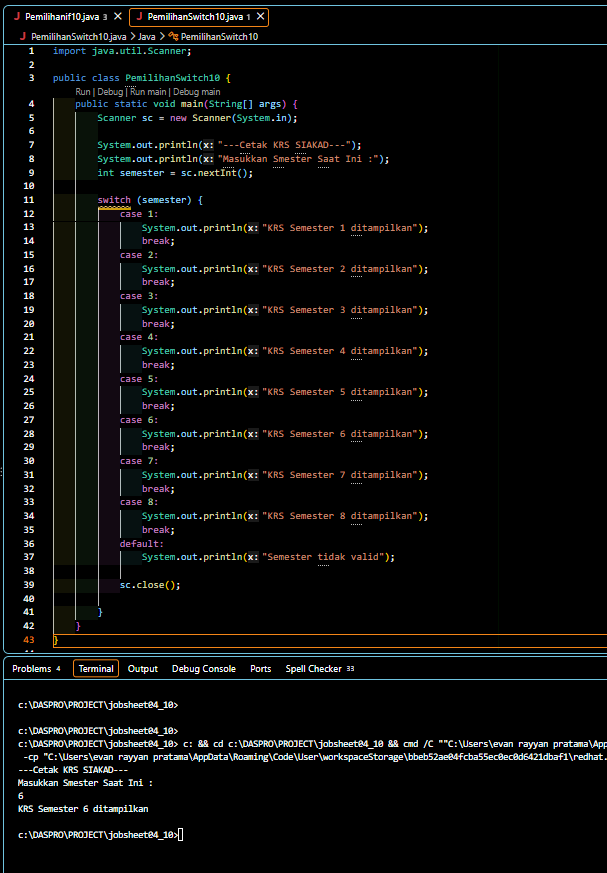 J Pemilihanif10.java 3 X J PemilihanSwitch10.java 1 X
J PemilihanSwitch10.java > Java > PemilihanSwitch10
1 import java.util.Scanner;
2
3 public class PemilihanSwitch10 {
Run | Debug | Run main | Debug main
4 public static void main(String[] args) {
5 Scanner sc = new Scanner(System.in);
6
7 System.out.println(x: "---Cetak KRS SIAKAD---");
8 System.out.println(x: "Masukkan Smester Saat Ini :");
9 int semester = sc.nextInt();
10
11 switch (semester) {
12 case 1:
13 System.out.println(x: "KRS Semester 1 ditampilkan");
14 break;
15 case 2:
16 System.out.println(x: "KRS Semester 2 ditampilkan");
17 break;
18 case 3:
19 System.out.println(x: "KRS Semester 3 ditampilkan");
20 break;
21 case 4:
22 System.out.println(x: "KRS Semester 4 ditampilkan");
23 break;
24 case 5:
25 System.out.println(x: "KRS Semester 5 ditampilkan");
26 break;
27 case 6:
28 System.out.println(x: "KRS Semester 6 ditampilkan");
29 break;
30 case 7:
31 System.out.println(x: "KRS Semester 7 ditampilkan");
32 break;
33 case 8:
34 System.out.println(x: "KRS Semester 8 ditampilkan");
35 break;
36 default:
37 System.out.println(x: "Semester tidak valid");
38
39 sc.close();
40
41 }
42 }
43 }
Problems 4 Terminal Output Debug Console Ports Spell Checker 33
c:\DASPRO\PROJECT\jobsheet04_10>
c:\DASPRO\PROJECT\jobsheet04_10>
c:\DASPRO\PROJECT\jobsheet04_10> c: && cd c:\DASPRO\PROJECT\jobsheet04_10 && cmd /C ""C:\Users\evan rayyan pratama\App
-cp "C:\Users\evan rayyan pratama\AppData\Roaming\Code\User\workspaceStorage\bbeb52ae04fcba55ec0ec0d6421dbaf1\redhat.
---Cetak KRS SIAKAD---
Masukkan Smester Saat Ini :
6
KRS Semester 6 ditampilkan
c:\DASPRO\PROJECT\jobsheet04_10>